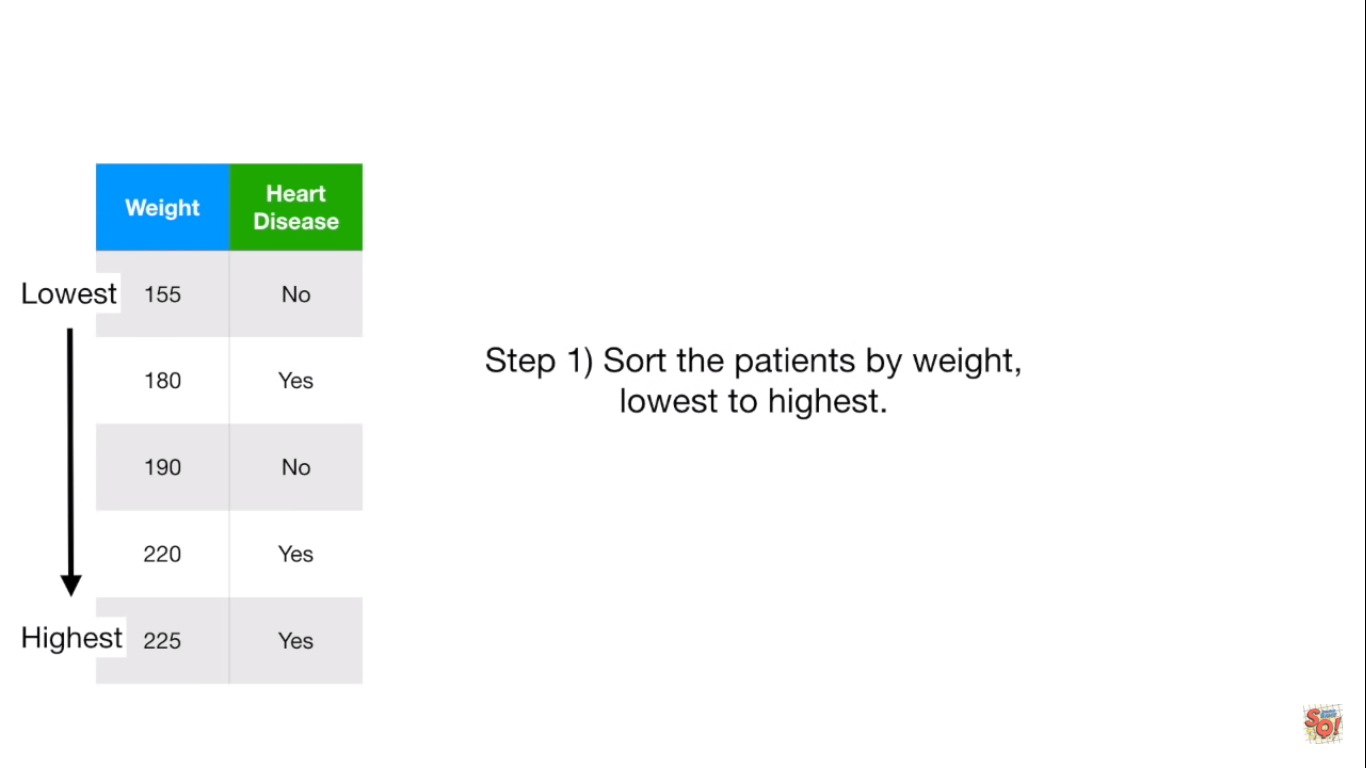 Weight Heart Disease
Lowest 155 No
180 Yes
190 No
220 Yes
Highest 225 Yes
Step 1) Sort the patients by weight,
lowest to highest.
SQ!